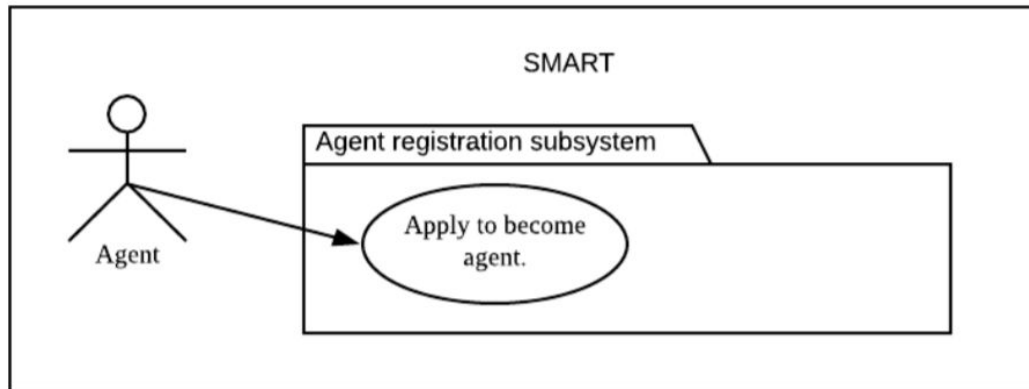 SMART
Agent registration subsystem
Apply to become
agent.
Agent